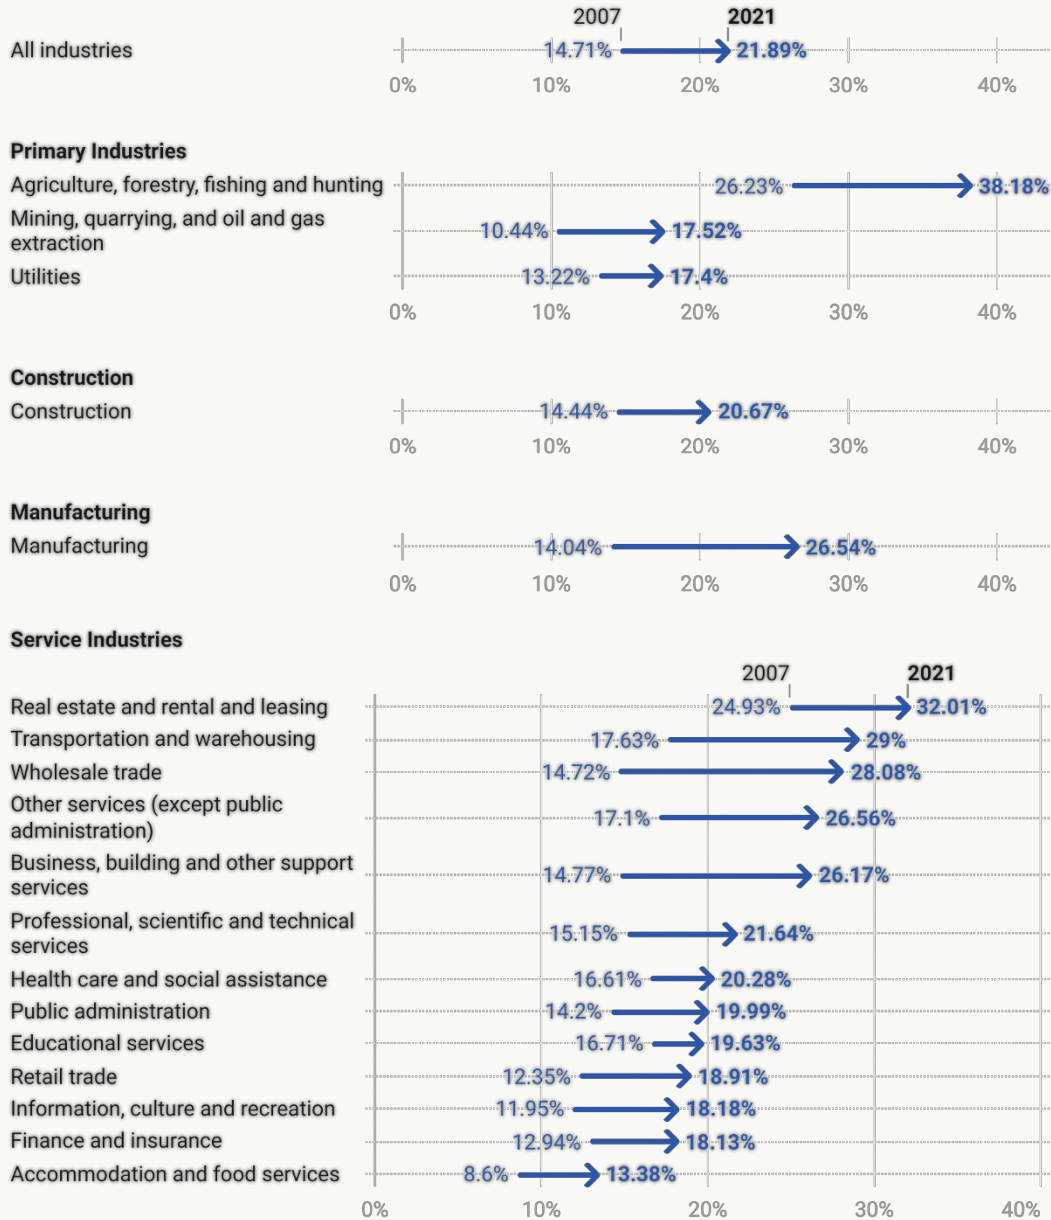 2007 2021
All industries 14.71% 21.89%
0% 10% 20% 30% 40%
Primary Industries
Agriculture, forestry, fishing and hunting 26.23% 38.18%
Mining, quarrying, and oil and gas
extraction 10.44% 17.52%
Utilities 13.22% 17.4%
0% 10% 20% 30% 40%
Construction
Construction 14.44% 20.67%
0% 10% 20% 30% 40%
Manufacturing
Manufacturing 14.04% 26.54%
0% 10% 20% 30% 40%
Service Industries
2007 2021
Real estate and rental and leasing 24.93% 32.01%
Transportation and warehousing 17.63% 29%
Wholesale trade 14.72% 28.08%
Other services (except public
administration) 17.1% 26.56%
Business, building and other support
services 14.77% 26.17%
Professional, scientific and technical
services 15.15% 21.64%
Health care and social assistance 16.61% 20.28%
Public administration 14.2% 19.99%
Educational services 16.71% 19.63%
Retail trade 12.35% 18.91%
Information, culture and recreation 11.95% 18.18%
Finance and insurance 12.94% 18.13%
Accommodation and food services 8.6% 13.38%
0% 10% 20% 30% 40%